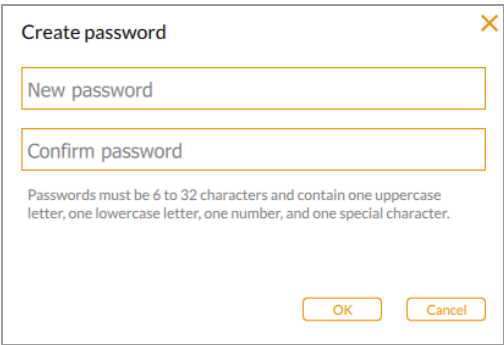 Create password
New password
Confirm password
Passwords must be 6 to 32 characters and contain one uppercase
letter, one lowercase letter, one number, and one special character.
OK Cancel